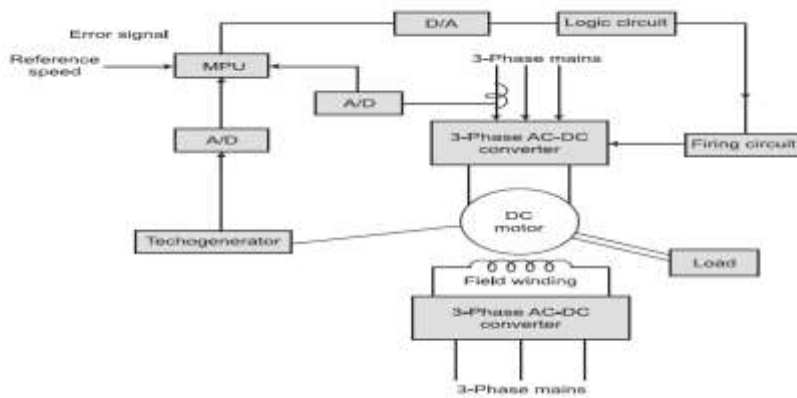 D/A
Logic circuit
Error signal
Reference
speed
MPU
3-Phase mains
A/D
A/D
3-Phase AC-DC
converter
Firing circuit
DC
motor
Techogenerator
Load
Field winding
3-Phase AC-DC
converter
3-Phase mains